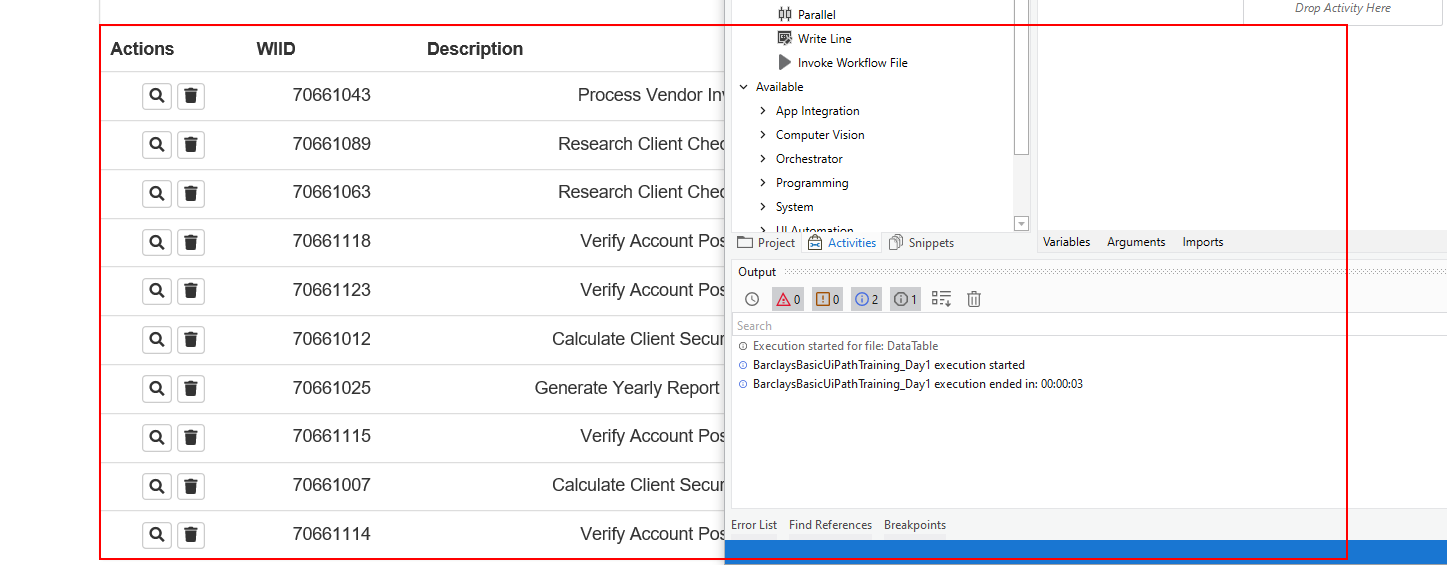 Actions WIID Description
70661043 Process Vendor Inv
70661089 Research Client Chec
70661063 Research Client Chec
70661118 Verify Account Pos
70661123 Verify Account Pos
70661012 Calculate Client Secur
70661025 Generate Yearly Report
70661115 Verify Account Pos
70661007 Calculate Client Secur
70661114 Verify Account Pos
Parallel
Write Line
Invoke Workflow File
Available
App Integration
Computer Vision
Orchestrator
Programming
System
UI Automation
Project Activities Snippets
Drop Activity Here
Variables Arguments Imports
Output
0 0 2 1
Search
Execution started for file: DataTable
BarclaysBasicUiPathTraining_Day1 execution started
BarclaysBasicUiPathTraining_Day1 execution ended in: 00:00:03
Error List Find References Breakpoints